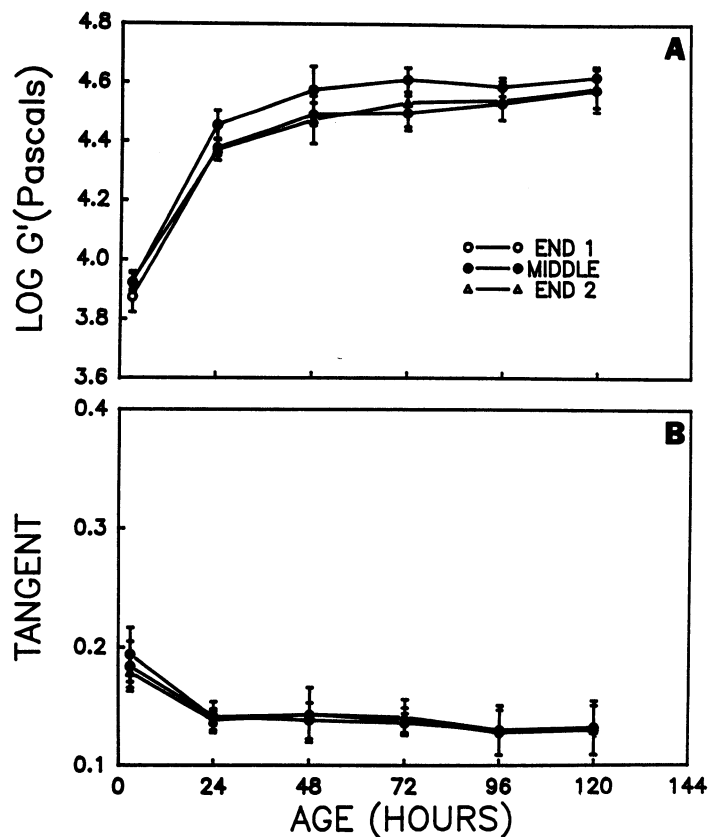 A
4.8
4.6
4.4
4.2
4.0
3.8
3.6
LOG G'(Pascals)
END 1
MIDDLE
END 2
B
0.4
0.3
0.2
0.1
TANGENT
0 24 48 72 96 120 144
AGE (HOURS)